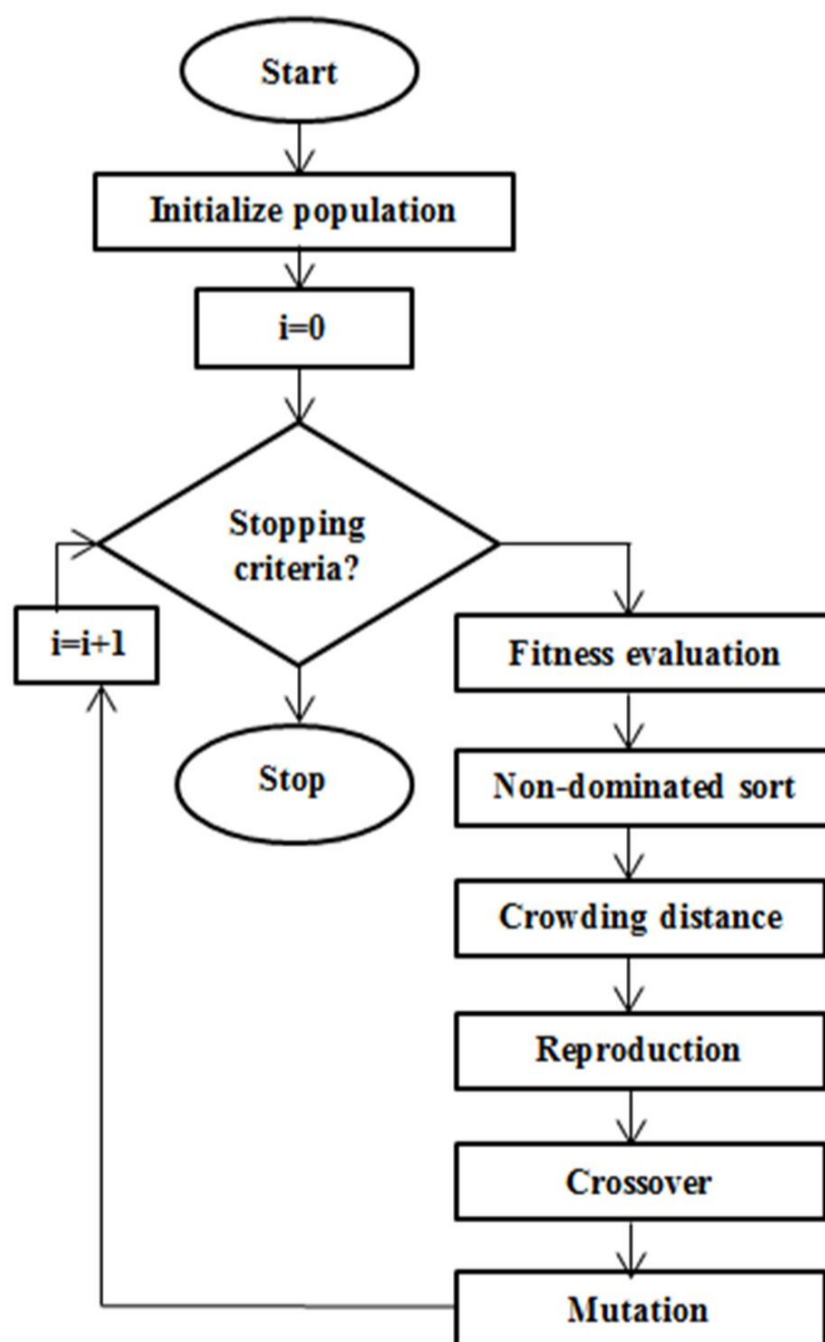 Start
Initialize population
i=0
Stopping
criteria?
i=i+1
Stop
Fitness evaluation
Non-dominated sort
Crowding distance
Reproduction
Crossover
Mutation